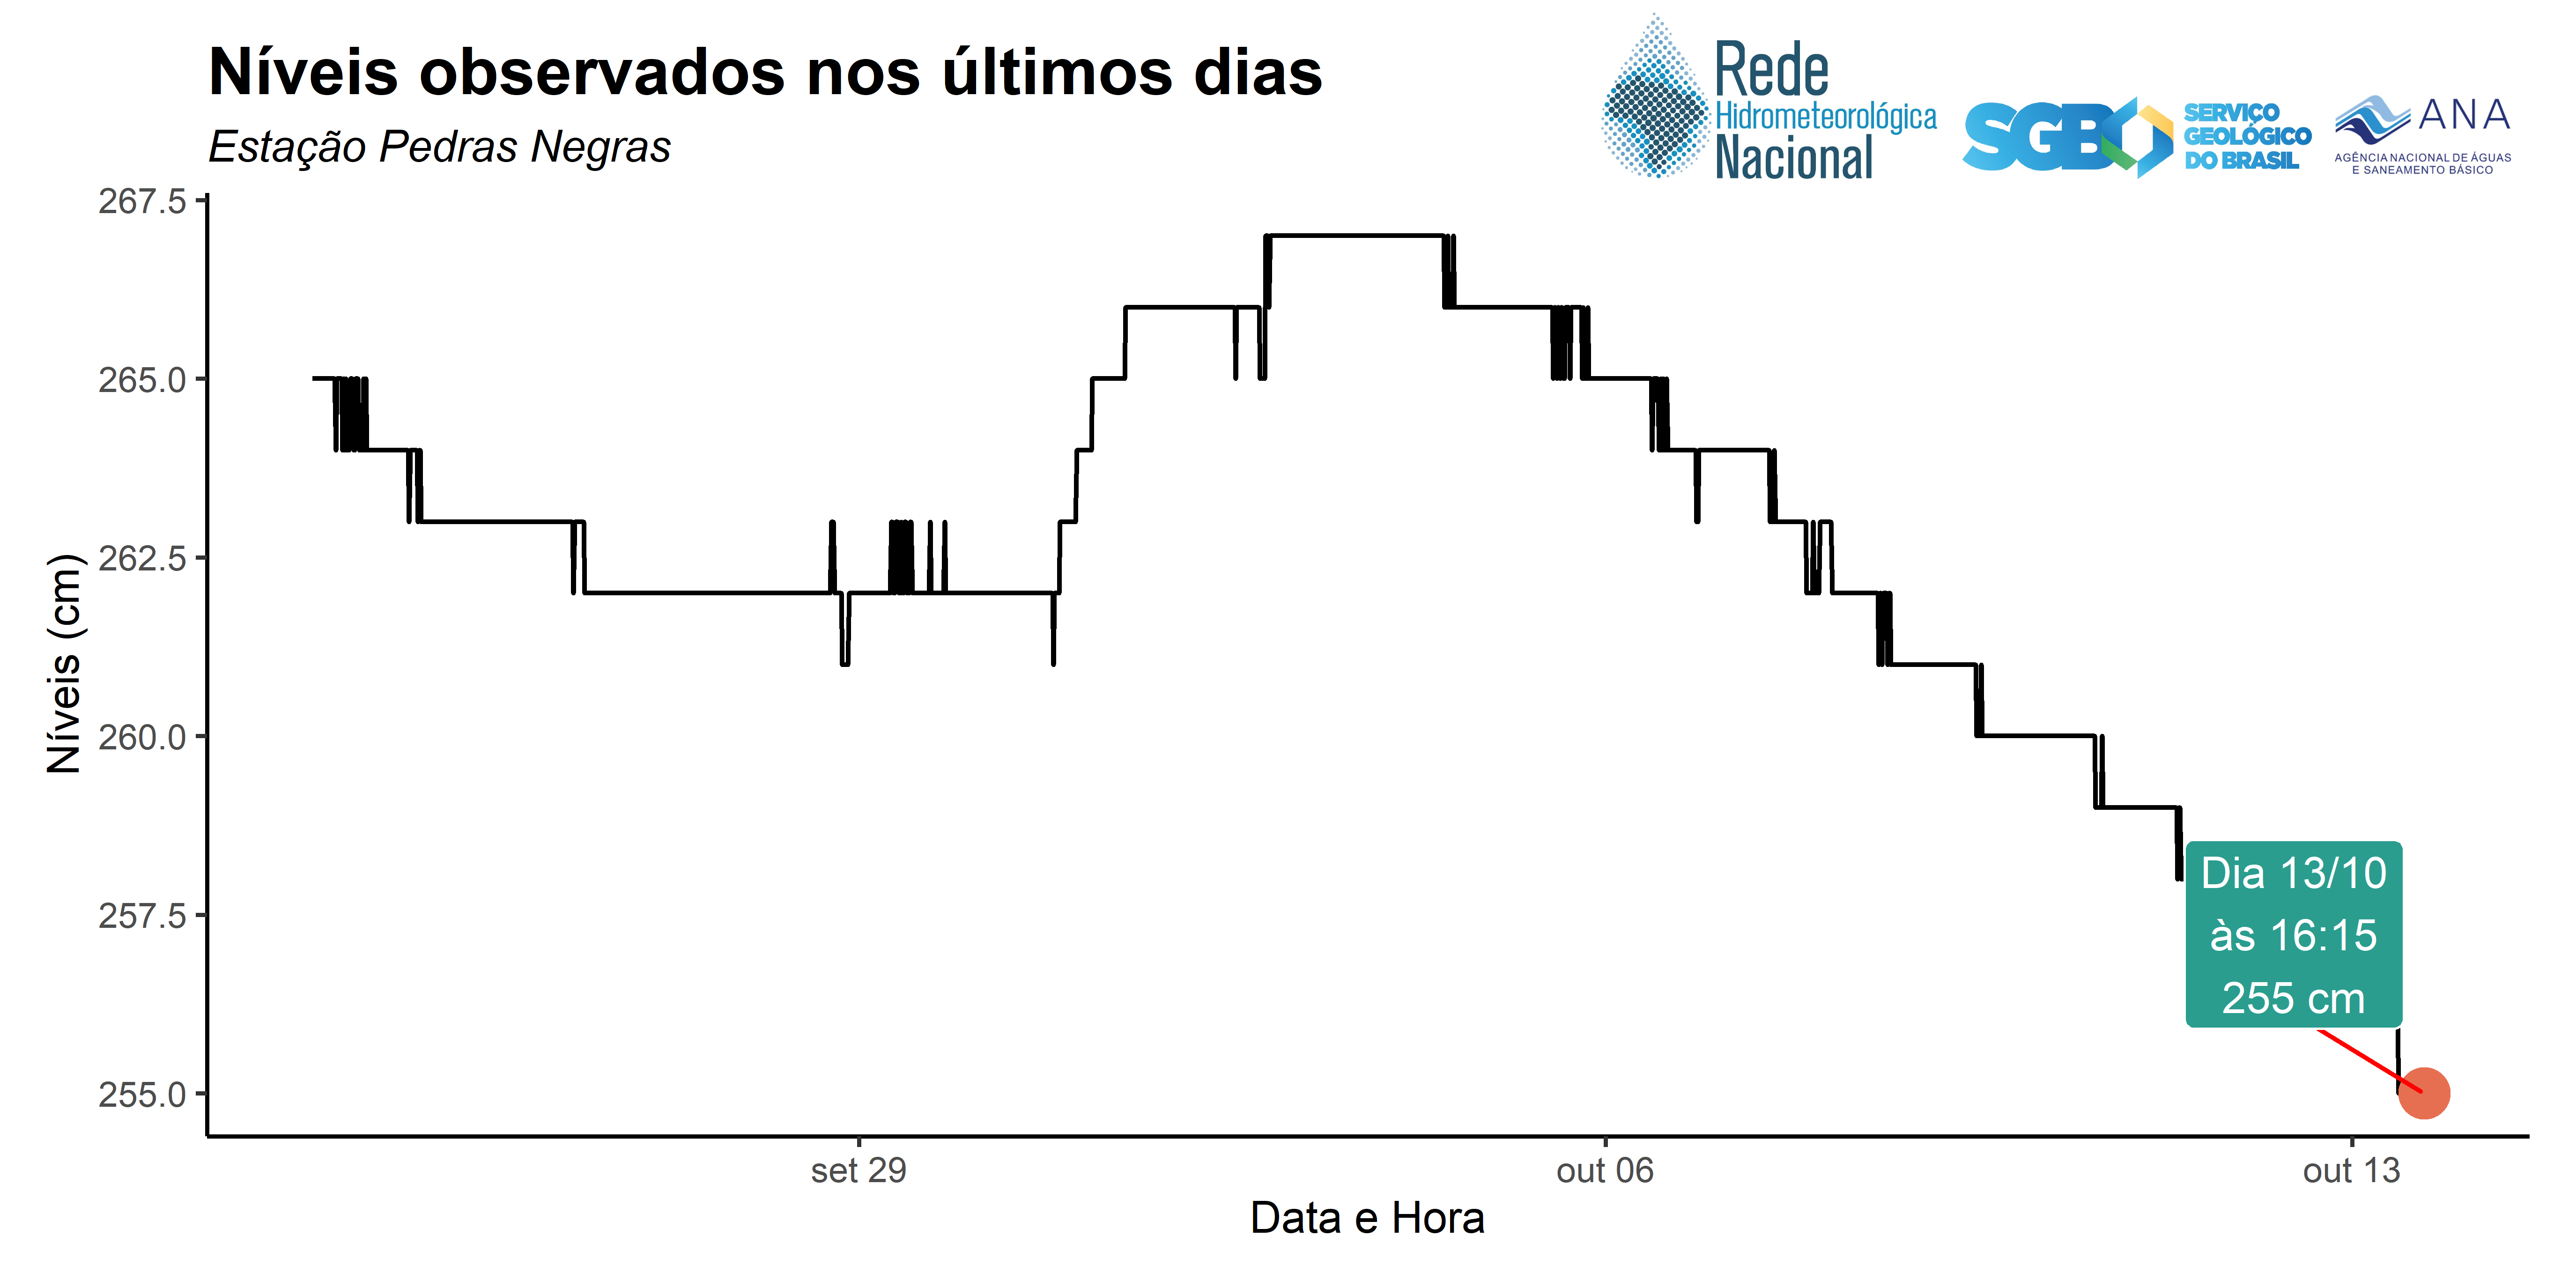 Níveis observados nos últimos dias
Estação Pedras Negras
Rede
Hidrometeorológica
Nacional
SGB
SERVIÇO
GEOLÓGICO
DO BRASIL
ANA
AGÊNCIA NACIONAL DE ÁGUAS
E SANEAMENTO BÁSICO
Níveis (cm)
267.5
265.0
262.5
260.0
257.5
255.0
Dia 13/10
às 16:15
255 cm
set 29
out 06
out 13
Data e Hora